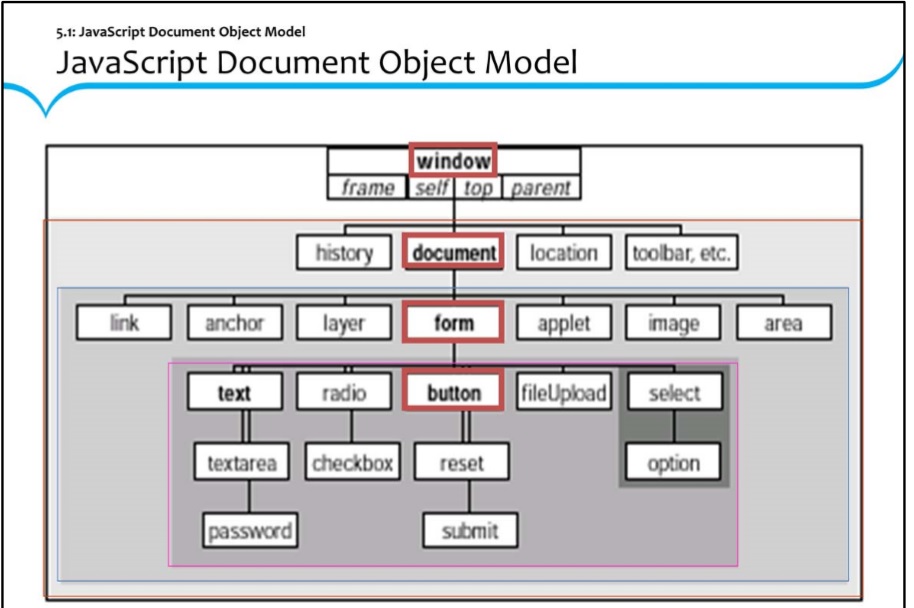 5.1: JavaScript Document Object Model
JavaScript Document Object Model
window
frame self top parent
history document location toolbar, etc.
link anchor layer form applet image area
text radio button fileUpload select
textarea checkbox reset option
password submit